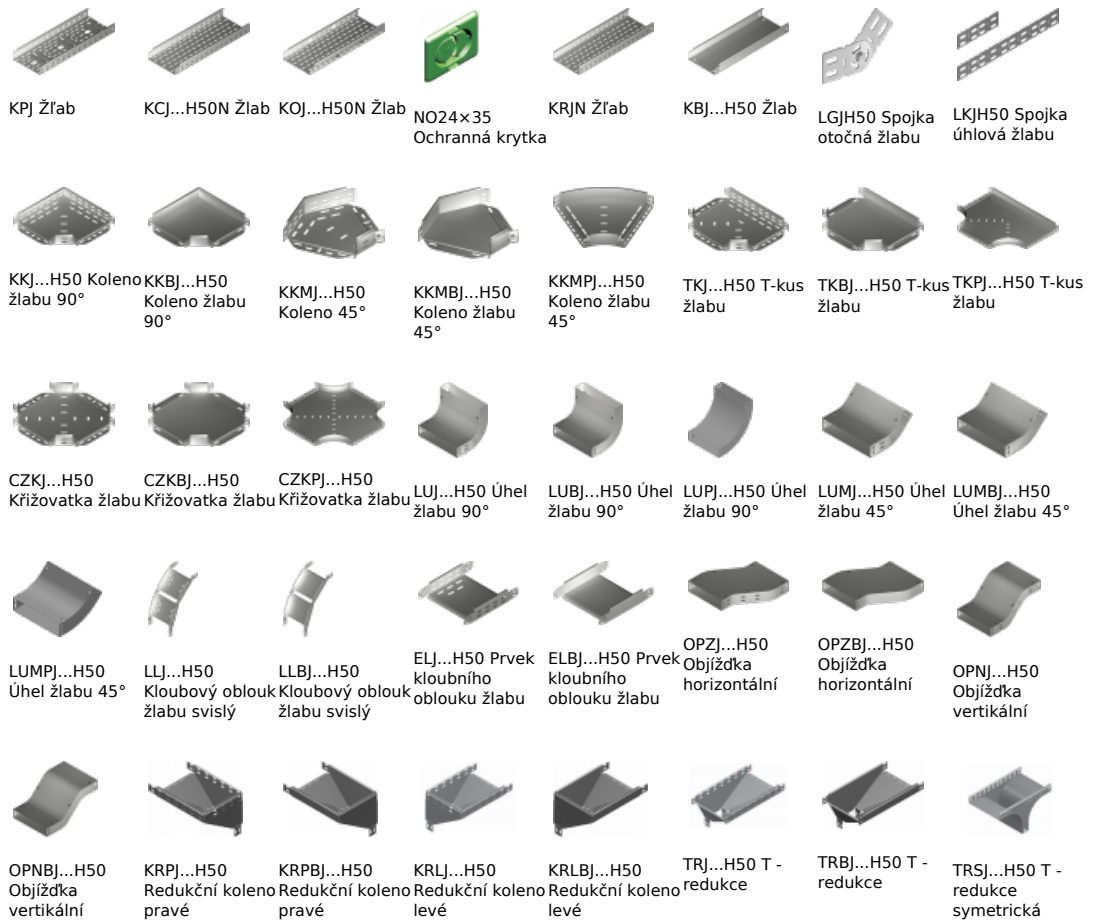 KPJ Žľab
KCJ...H50N Žlab
KOJ...H50N Žlab
NO24×35
Ochranná krytka
KRJN Žľab
KBJ...H50 Žlab
LGJH50 Spojka
otočná žlabu
LKJH50 Spojka
úhlová žlabu
KKJ...H50 Koleno
žlabu 90°
KKBJ...H50
Koleno žlabu
90°
KKMJ...H50
Koleno 45°
KKMBJ...H50
Koleno žlabu
45°
KKMPJ...H50
Koleno žlabu
45°
TKJ...H50 T-kus
žlabu
TKBJ...H50 T-kus
žlabu
TKPJ...H50 T-kus
žlabu
CZKJ...H50
Křižovatka žlabu
CZKBJ...H50
Křižovatka žlabu
CZKPJ...H50
Křižovatka žlabu
LUJ...H50 Úhel
žlabu 90°
LUBJ...H50 Úhel
žlabu 90°
LUPJ...H50 Úhel
žlabu 90°
LUMJ...H50 Úhel
žlabu 45°
LUMBJ...H50
Úhel žlabu 45°
LUMPJ...H50
Úhel žlabu 45°
LLJ...H50
Kloubový oblouk
žlabu svislý
LLBJ...H50
Kloubový oblouk
žlabu svislý
ELJ...H50 Prvek
kloubního
oblouku žlabu
ELBJ...H50 Prvek
kloubního
oblouku žlabu
OPZJ...H50
Objížďka
horizontální
OPZBJ...H50
Objížďka
horizontální
OPNJ...H50
Objížďka
vertikální
OPNBJ...H50
Objížďka
vertikální
KRPJ...H50
Redukční koleno
pravé
KRPBJ...H50
Redukční koleno
pravé
KRLJ...H50
Redukční koleno
levé
KRLBJ...H50
Redukční koleno
levé
TRJ...H50 T -
redukce
TRBJ...H50 T -
redukce
TRSJ...H50 T -
redukce
symetrická